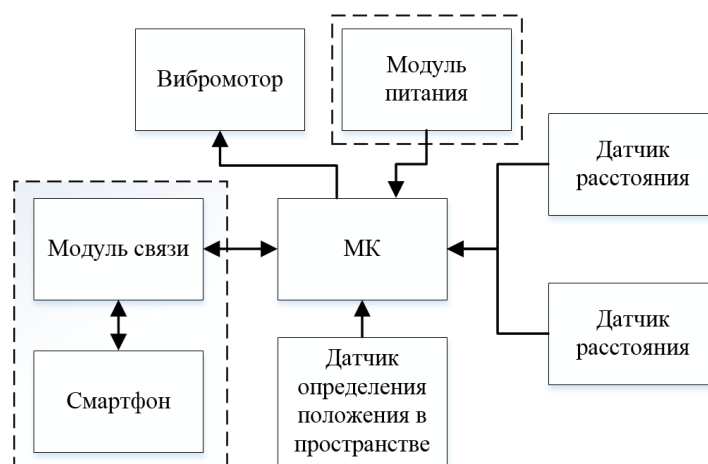 Вибромотор
Модуль
питания
Датчик
расстояния
Модуль связи
МК
Датчик
расстояния
Смартфон
Датчик
определения
положения в
пространстве